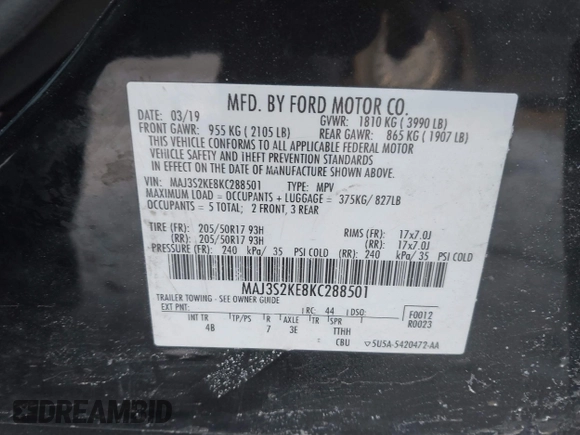 MFD. BY FORD MOTOR CO.
DATE: 03/19 GVWR: 1810 KG ( 3990 LB)
FRONT GAWR: 955 KG ( 2105 LB) REAR GAWR: 865 KG ( 1907 LB)
THIS VEHICLE CONFORMS TO ALL APPLICABLE FEDERAL MOTOR
VEHICLE SAFETY AND THEFT PREVENTION STANDARDS
IN EFFECT ON THE DATE OF MANUFACTURE SHOWN ABOVE.
VIN: MAJ3S2KE8KC288501 TYPE: MPV
MAXIMUM LOAD = OCCUPANTS + LUGGAGE = 375KG/ 827LB
OCCUPANTS = 5 TOTAL; 2 FRONT, 3 REAR
TIRE (FR): 205/50R17 93H RIMS (FR): 17x7.0J
(RR): 205/50R17 93H (RR): 17x7.0J
PRESSURE (FR): 240 kPa/ 35 PSI COLD (RR): 240 kPa/ 35 PSI COLD
MAJ3S2KE8KC288501
TRAILER TOWING - SEE OWNER GUIDE
EXT PNT: RC: 44 DSO: F0012
R0023
INT TR TP/PS R AXLE TR SPR
4B 7 3E TTHH
CBU 5U5A-5420472-AA
DREAMBID